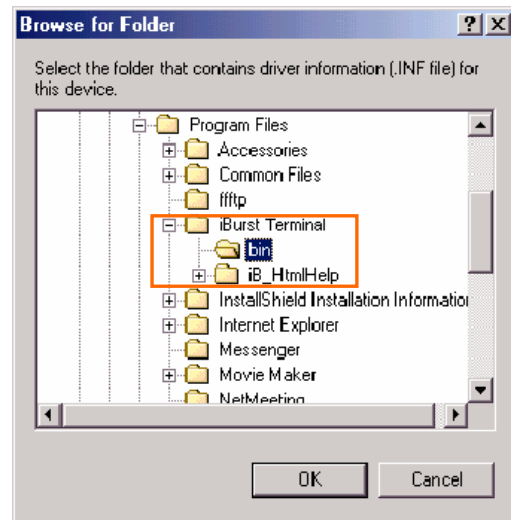 Browse for Folder
Select the folder that contains driver information (.INF file) for
this device.
Program Files
Accessories
Common Files
ffftp
iBurst Terminal
bin
iB_HtmlHelp
InstallShield Installation Information
Internet Explorer
Messenger
Movie Maker
NetMeeting
OK
Cancel